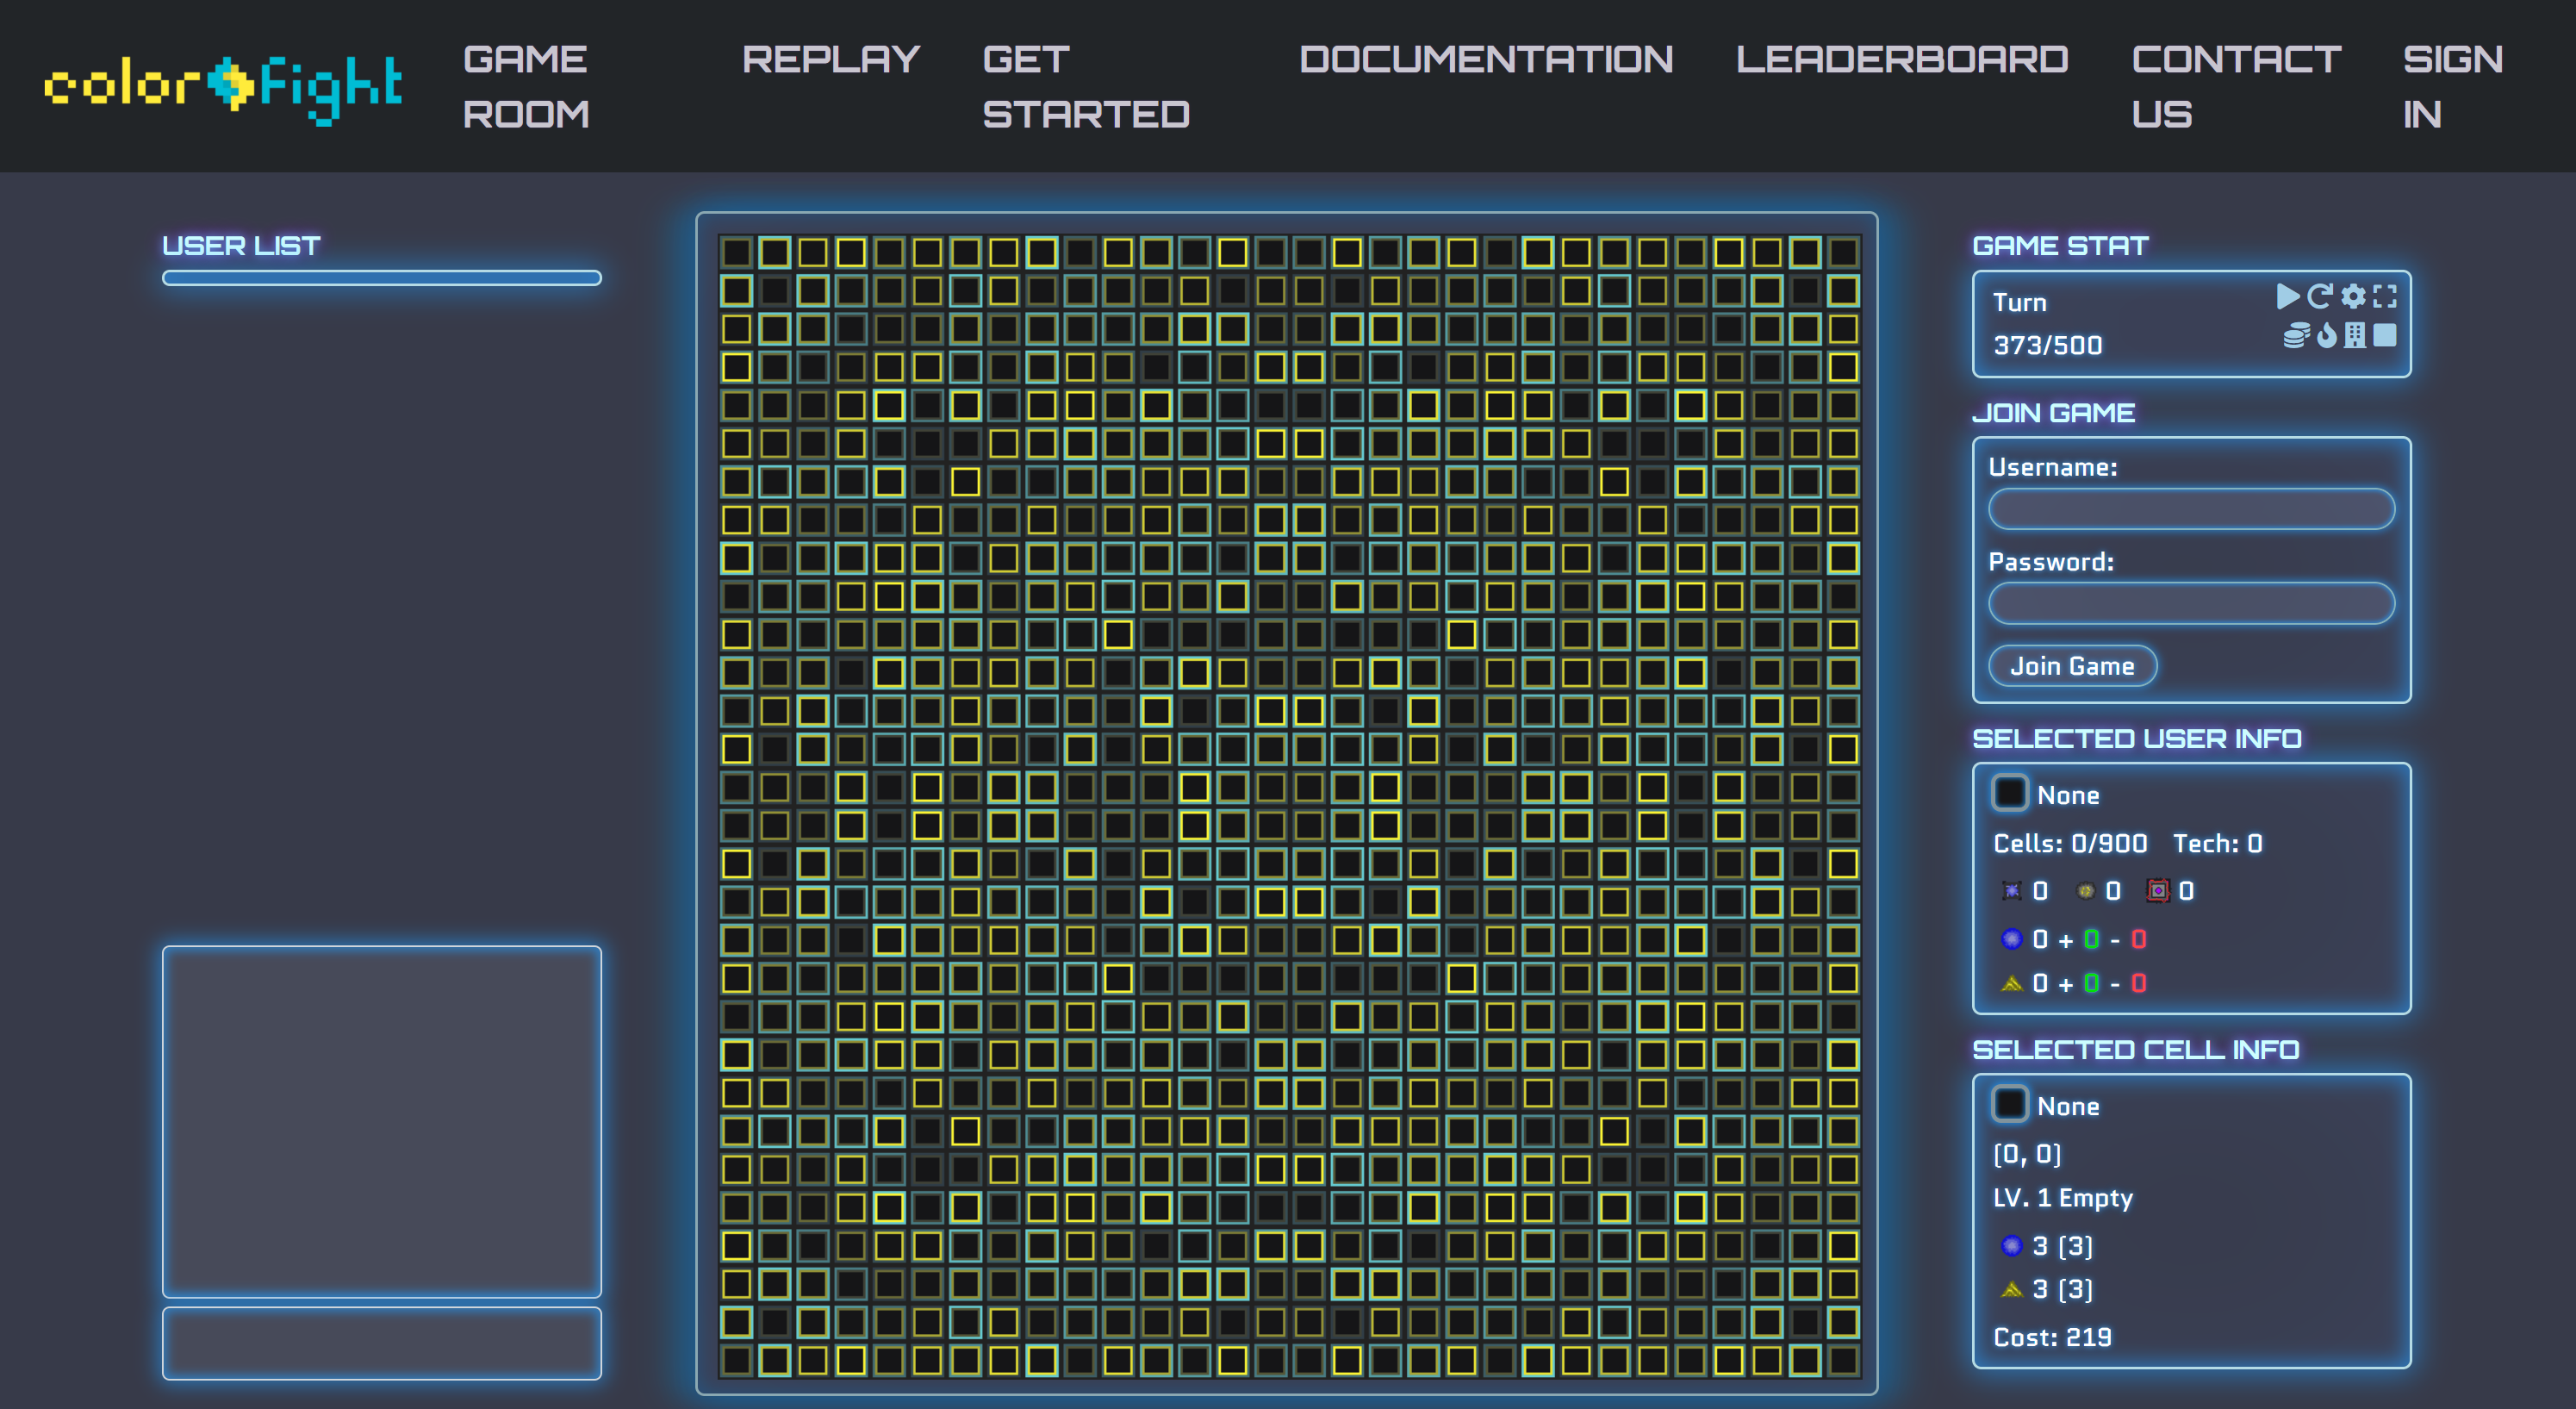 color fight
GAME ROOM
REPLAY
GET STARTED
DOCUMENTATION
LEADERBOARD
CONTACT US
SIGN IN
USER LIST
GAME STAT
Turn
373/500
JOIN GAME
Username:
Password:
Join Game
SELECTED USER INFO
None
Cells: 0/900 Tech: 0
0 0 0
0 + 0 - 0
0 + 0 - 0
SELECTED CELL INFO
None
(0, 0)
LV. 1 Empty
3 (3)
3 (3)
Cost: 219